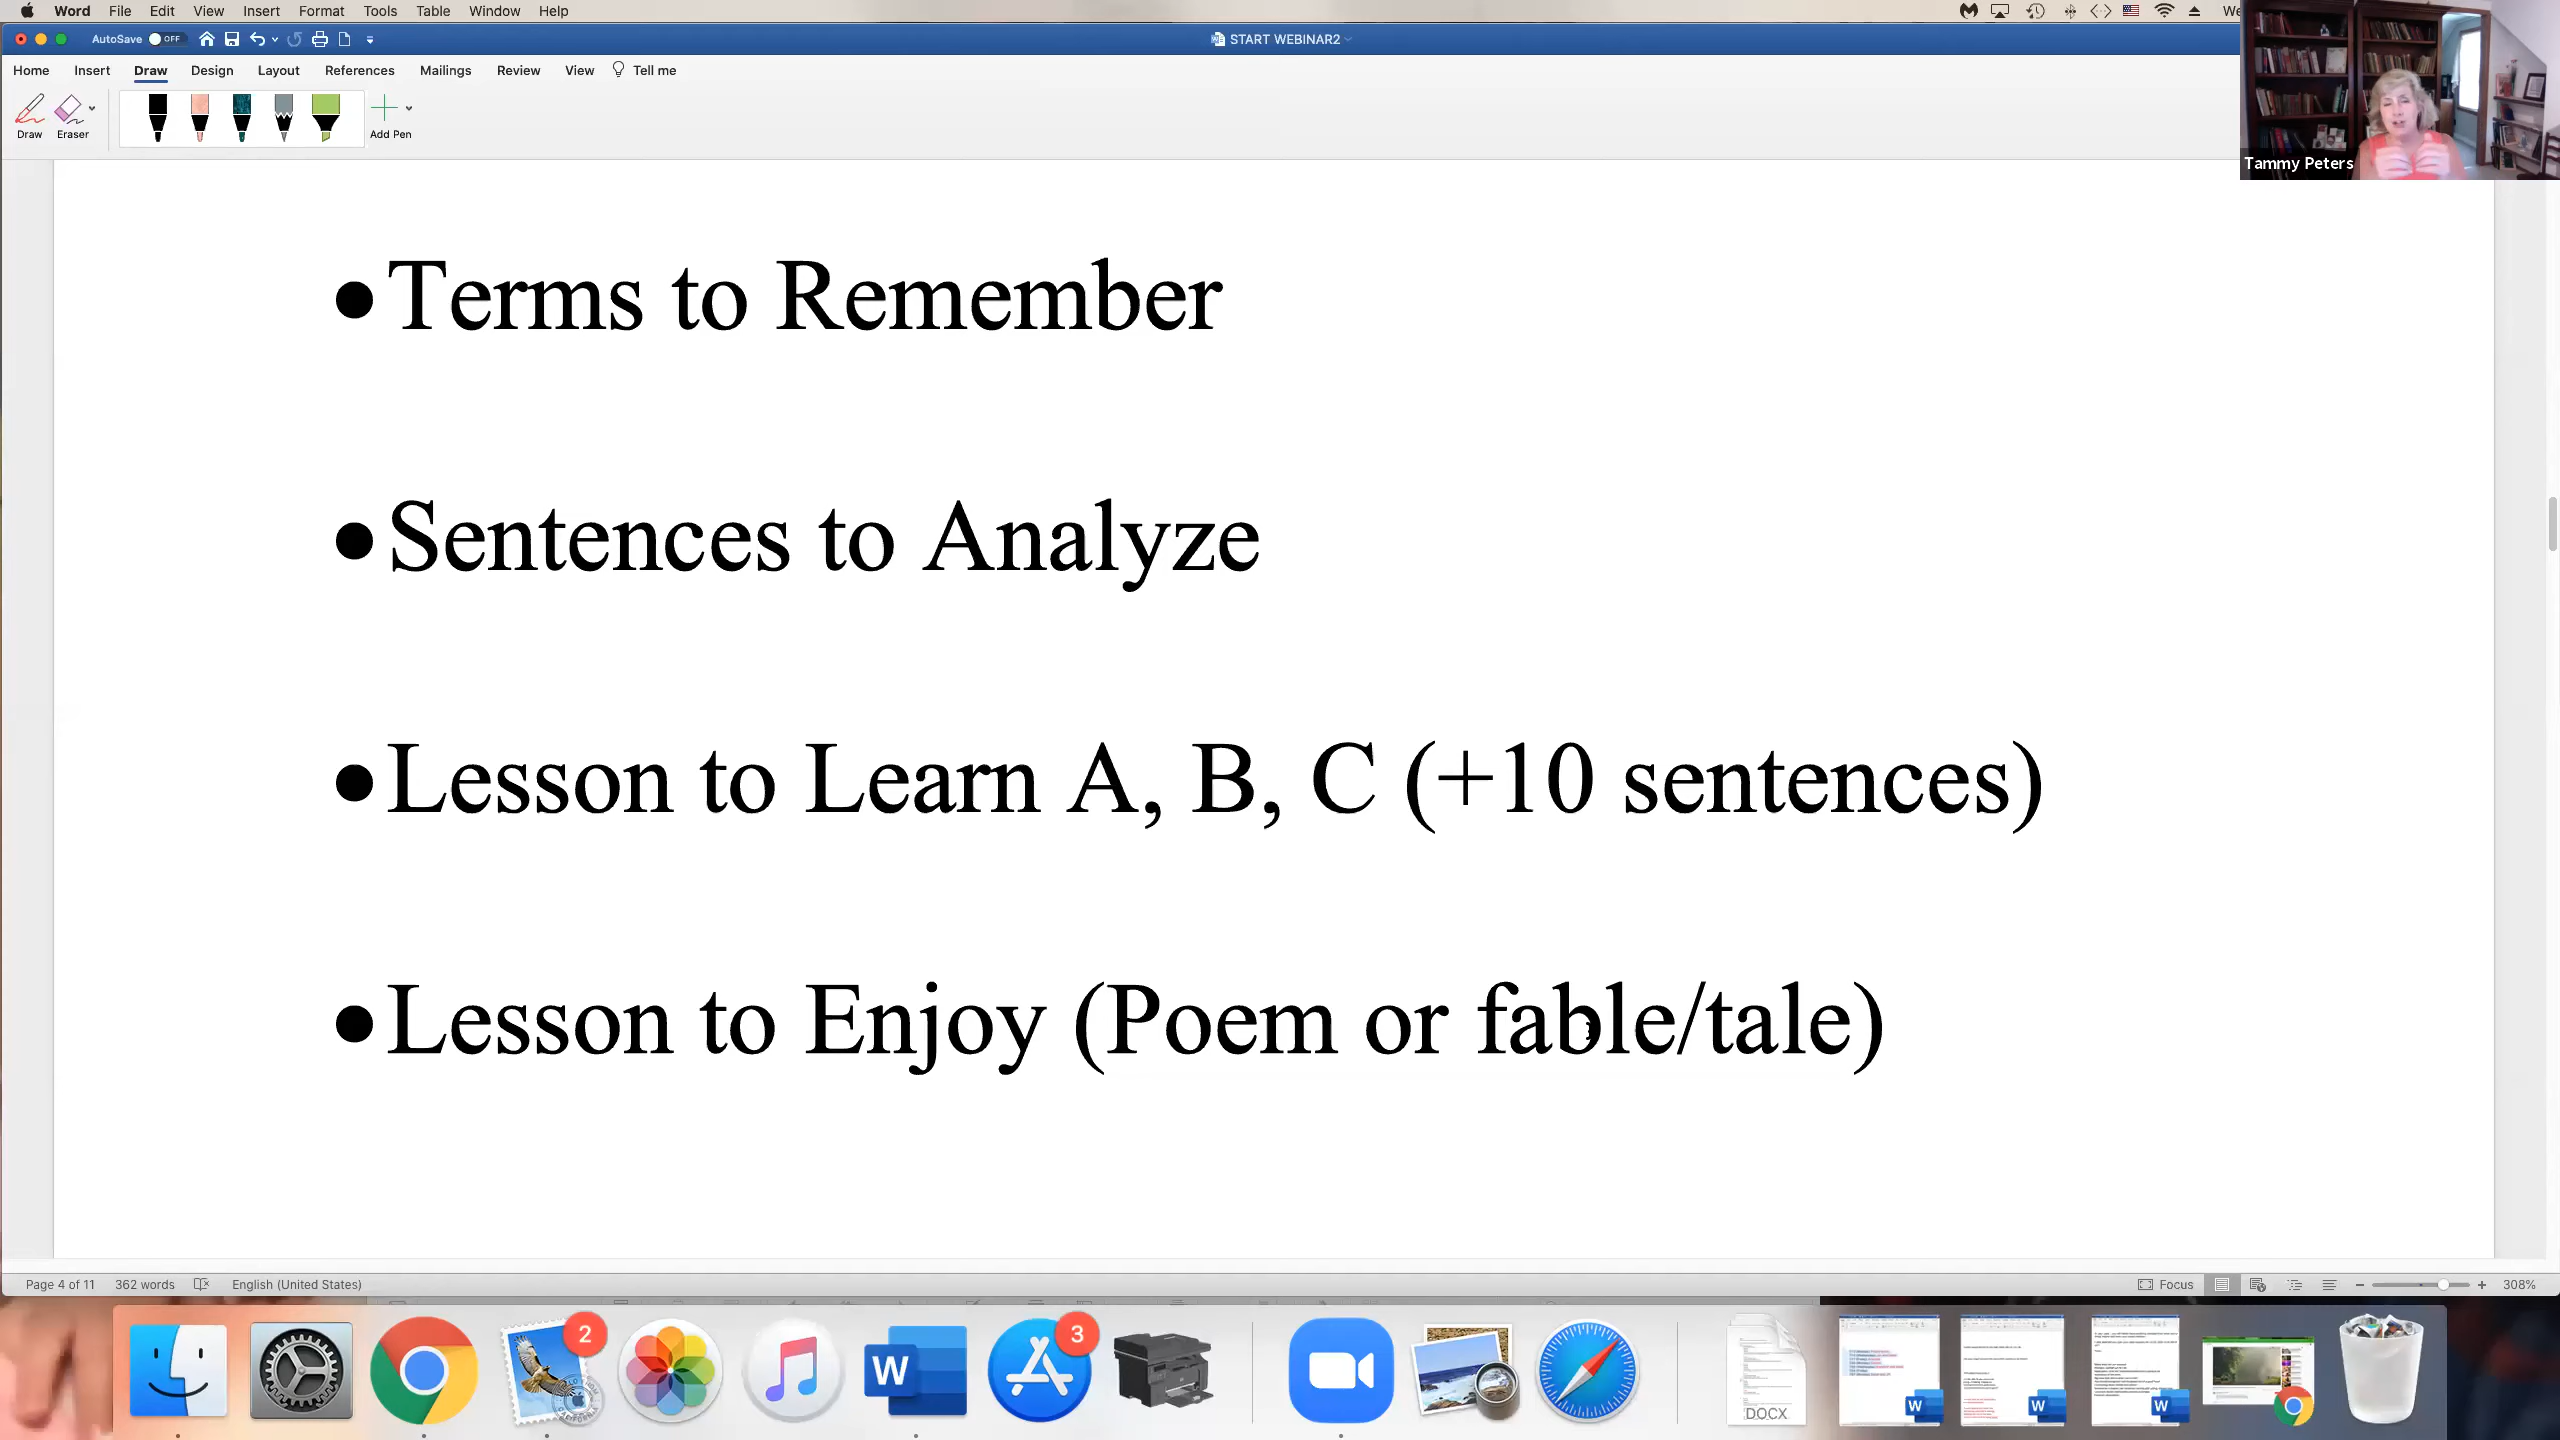 Word File Edit View Insert Format Tools Table Window Help We
AutoSave OFF START WEBINAR2
Home Insert Draw Design Layout References Mailings Review View Tell me
Draw Eraser Add Pen
Tammy Peters
•Terms to Remember
•Sentences to Analyze
•Lesson to Learn A, B, C (+10 sentences)
•Lesson to Enjoy (Poem or fable/tale)
Page 4 of 11 362 words English (United States) Focus 308%
2 3
W
DOCX W W W